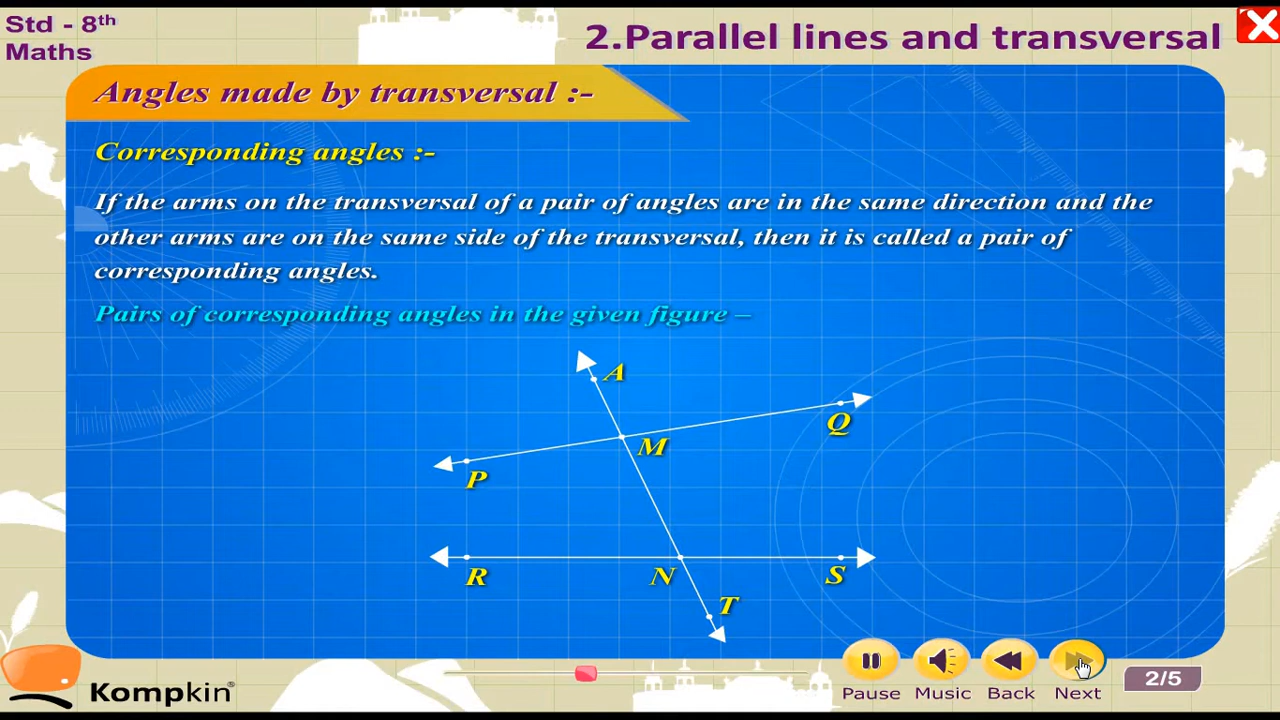 Std - 8th
Maths
2.Parallel lines and transversal
Angles made by transversal :-
Corresponding angles :-
If the arms on the transversal of a pair of angles are in the same direction and the
other arms are on the same side of the transversal, then it is called a pair of
corresponding angles.
Pairs of corresponding angles in the given figure –
A
Q
M
P
R
N
S
T
Kompkin®
Pause
Music
Back
Next
2/5